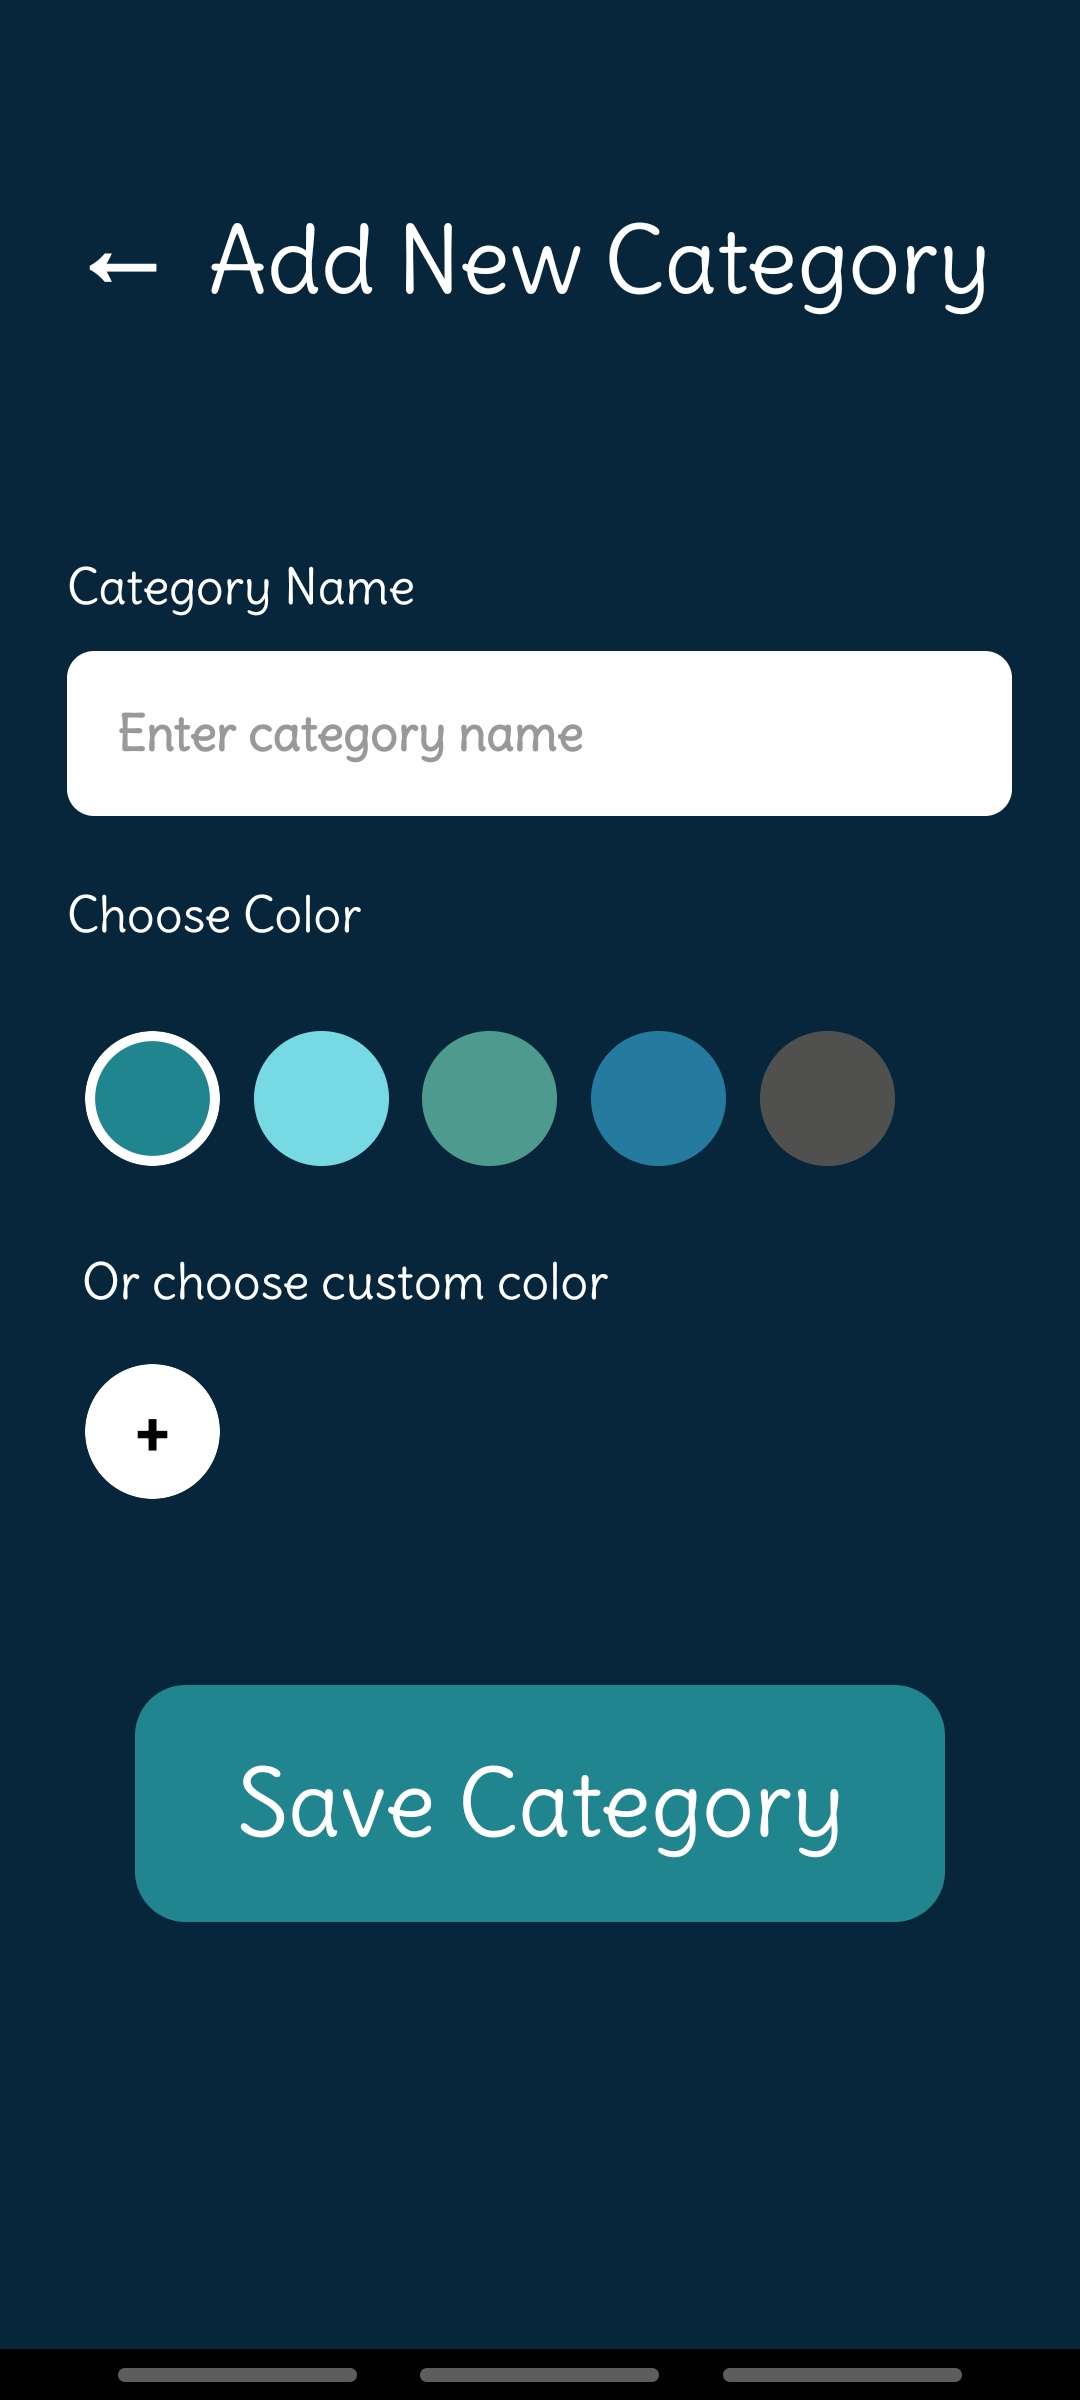 ← Add New Category
Category Name
Enter category name
Choose Color
Or choose custom color
+
Save Category